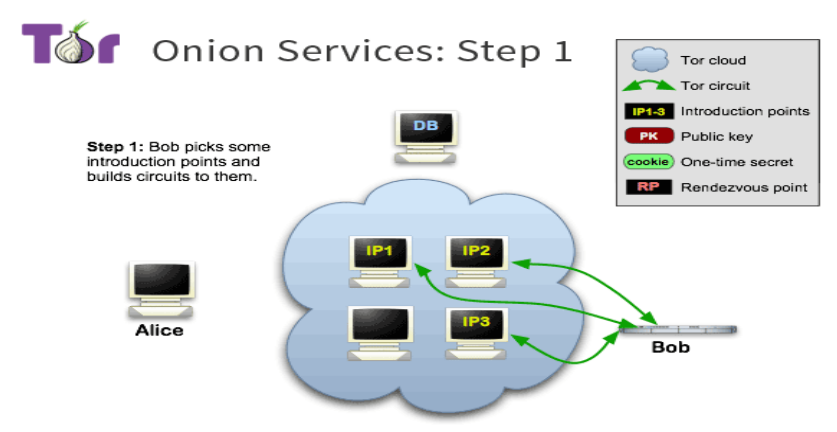 Tor
Onion Services: Step 1
Tor cloud
Tor circuit
IP1-3 Introduction points
PK Public key
cookie One-time secret
RP Rendezvous point
DB
Step 1: Bob picks some
introduction points and
builds circuits to them.
IP1 IP2
IP3
Alice
Bob